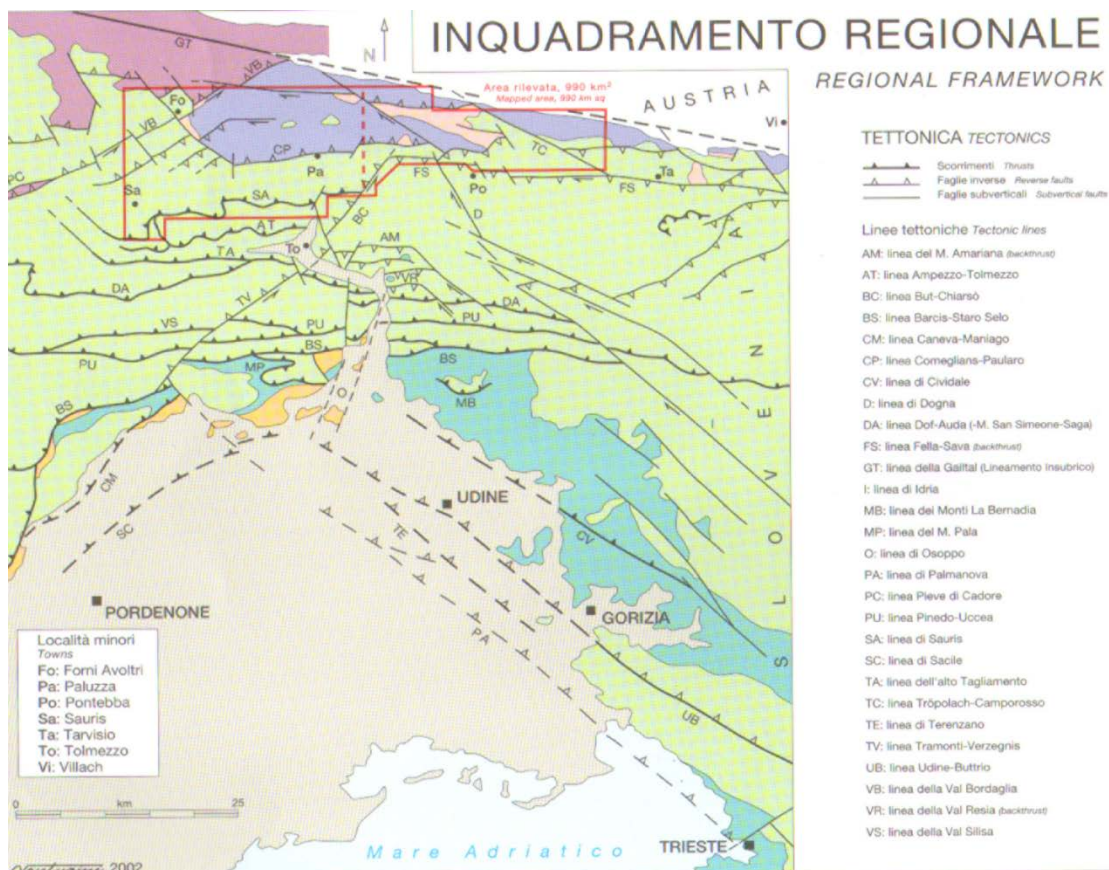 INQUADRAMENTO REGIONALE
REGIONAL FRAMEWORK
N
GT
VB
Area rilevata, 990 km²
Mapped area, 990 km sq.
AUSTRIA
Vi
Fo
VB
PC
CP
Pa
TC
FS
Po
FS
Ta
Sa
SA
AT
BC
D
TA
To
AM
VR
DA
TV
DA
VS
PU
PU
PU
BS
BS
MP
MB
BS
O
CM
SC
UDINE
TE
CV
PORDENONE
GORIZIA
PA
UB
SLOVENIA
I
TRIESTE
Mare Adriatico
Località minori
Towns
Fo: Forni Avoltri
Pa: Paluzza
Po: Pontebba
Sa: Sauris
Ta: Tarvisio
To: Tolmezzo
Vi: Villach
0 km 25
2002
TETTONICA TECTONICS
Scorrimenti Thrusts
Faglie inverse Reverse faults
Faglie subverticali Subvertical faults
Linee tettoniche Tectonic lines
AM: linea del M. Amariana (backthrust)
AT: linea Ampezzo-Tolmezzo
BC: linea But-Chiarsò
BS: linea Barcis-Staro Selo
CM: linea Caneva-Maniago
CP: linea Comeglians-Paularo
CV: linea di Cividale
D: linea di Dogna
DA: linea Dof-Auda (-M. San Simeone-Saga)
FS: linea Fella-Sava (backthrust)
GT: linea della Gailtal (Lineamento Insubrico)
I: linea di Idria
MB: linea dei Monti La Bernadia
MP: linea del M. Pala
O: linea di Osoppo
PA: linea di Palmanova
PC: linea Pieve di Cadore
PU: linea Pinedo-Uccea
SA: linea di Sauris
SC: linea di Sacile
TA: linea dell'alto Tagliamento
TC: linea Tröpolach-Camporosso
TE: linea di Terenzano
TV: linea Tramonti-Verzegnis
UB: linea Udine-Buttrio
VB: linea della Val Bordaglia
VR: linea della Val Resia (backthrust)
VS: linea della Val Silisa